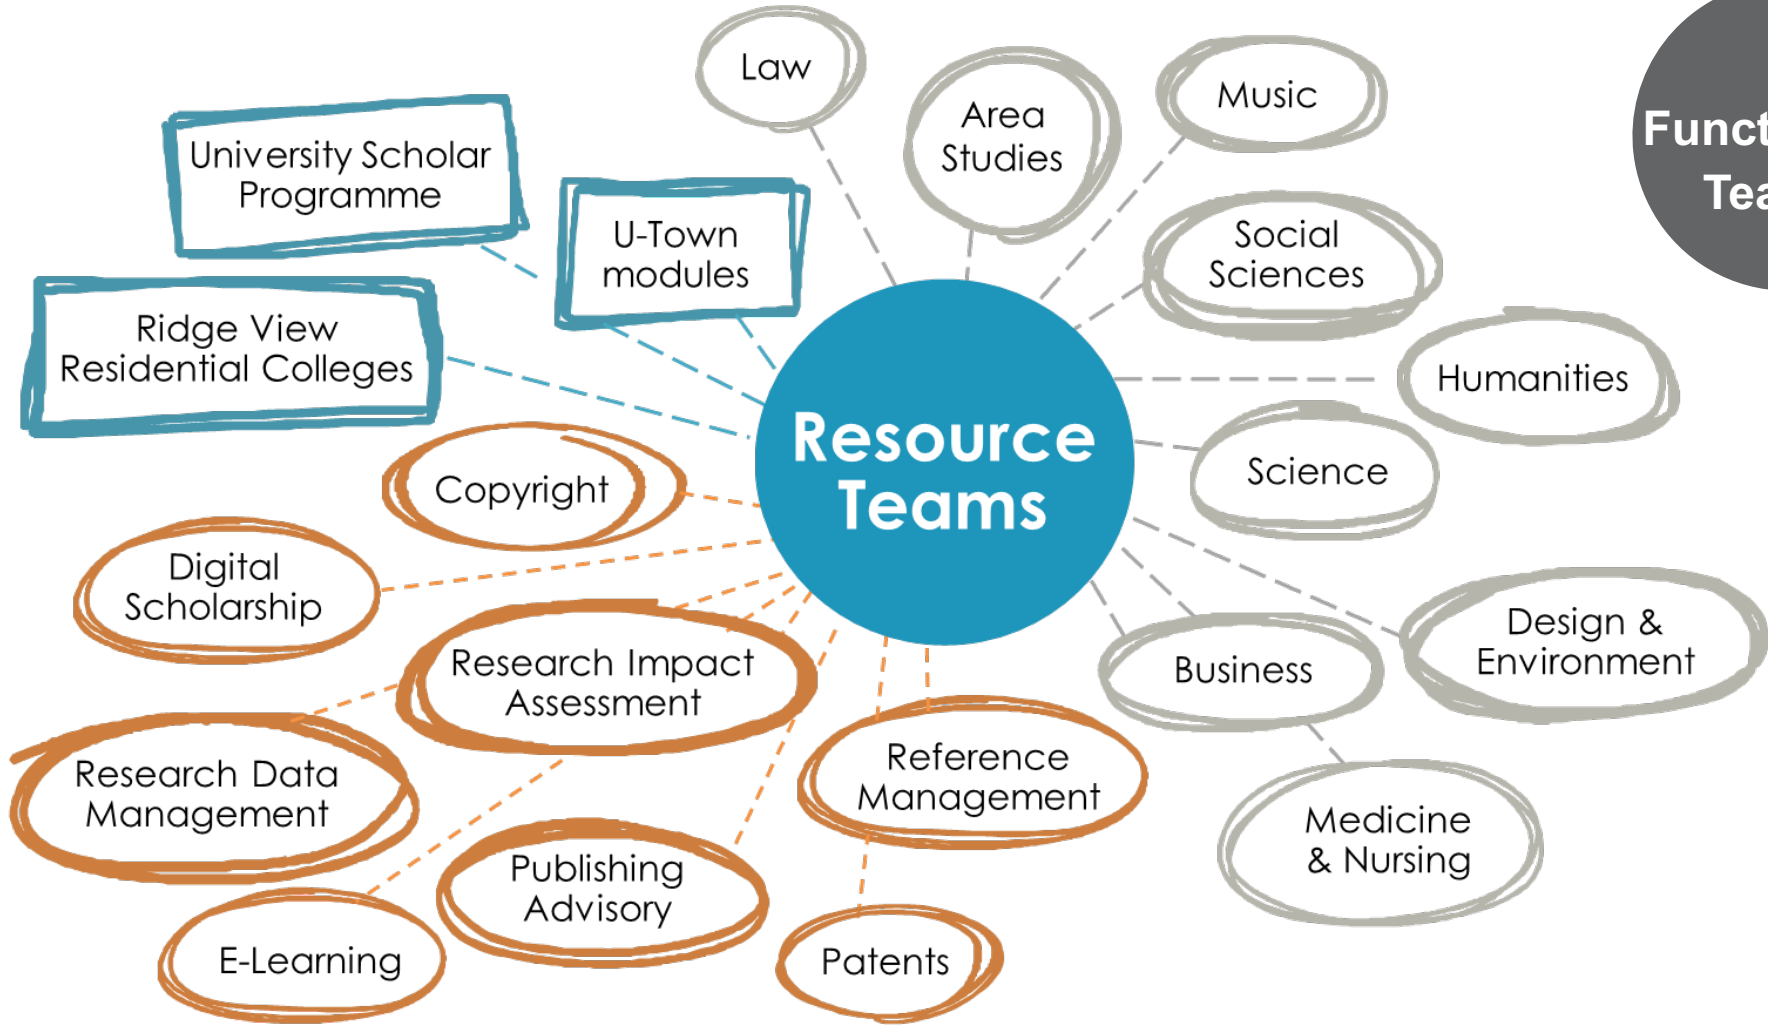 Law
Area
Studies
Music
University Scholar
Programme
U-Town
modules
Social
Sciences
Ridge View
Residential Colleges
Humanities
Resource
Teams
Copyright
Science
Digital
Scholarship
Research Impact
Assessment
Business
Design &
Environment
Research Data
Management
Reference
Management
Medicine
& Nursing
Publishing
Advisory
E-Learning
Patents